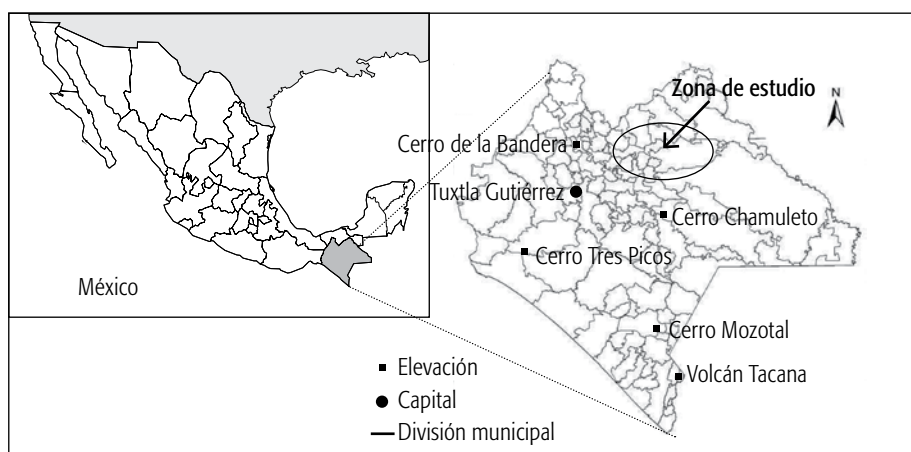 Zona de estudio
N
Cerro de la Bandera
Tuxtla Gutiérrez
Cerro Chamuleto
Cerro Tres Picos
México
Cerro Mozotal
Elevación
Volcán Tacana
Capital
División municipal